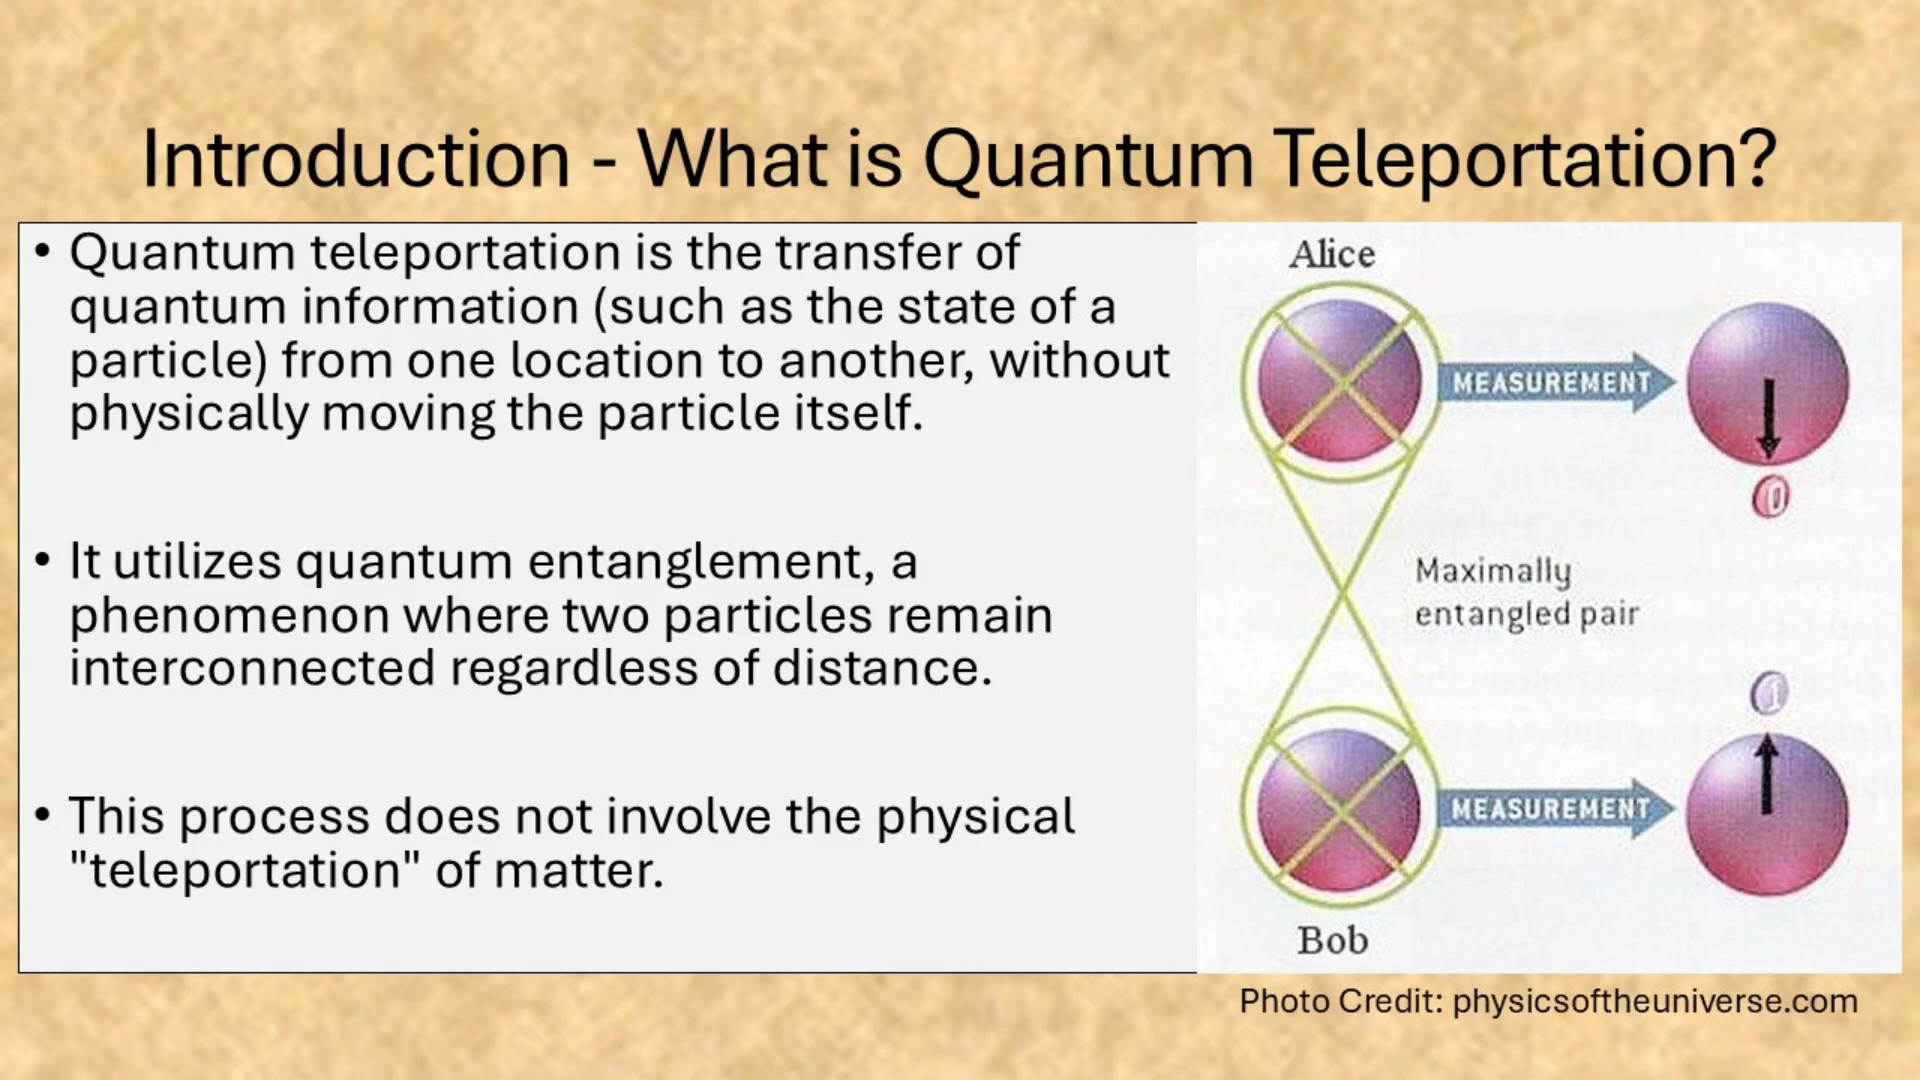 Introduction - What is Quantum Teleportation?
• Quantum teleportation is the transfer of
quantum information (such as the state of a
particle) from one location to another, without
physically moving the particle itself.
• It utilizes quantum entanglement, a
phenomenon where two particles remain
interconnected regardless of distance.
• This process does not involve the physical
"teleportation" of matter.
Alice
MEASUREMENT
0
Maximally
entangled pair
1
MEASUREMENT
Bob
Photo Credit: physicsoftheuniverse.com